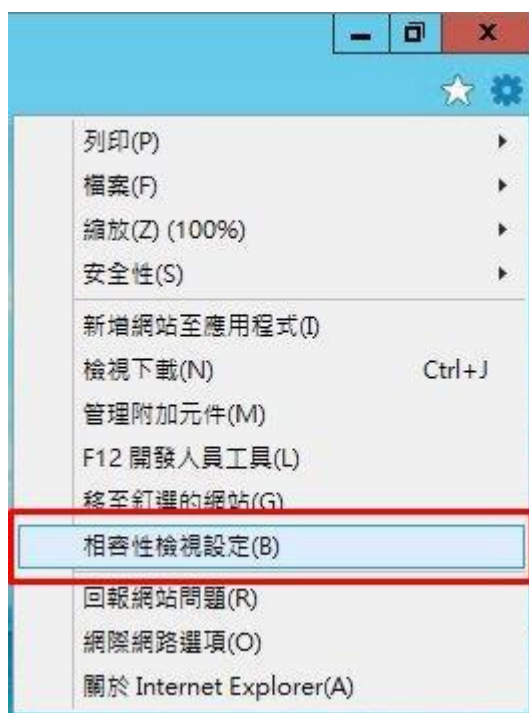 列印(P)
檔案(F)
縮放(Z) (100%)
安全性(S)
新增網站至應用程式(I)
檢視下載(N) Ctrl+J
管理附加元件(M)
F12 開發人員工具(L)
移至釘選的網站(G)
相容性檢視設定(B)
回報網站問題(R)
網際網路選項(O)
關於 Internet Explorer(A)